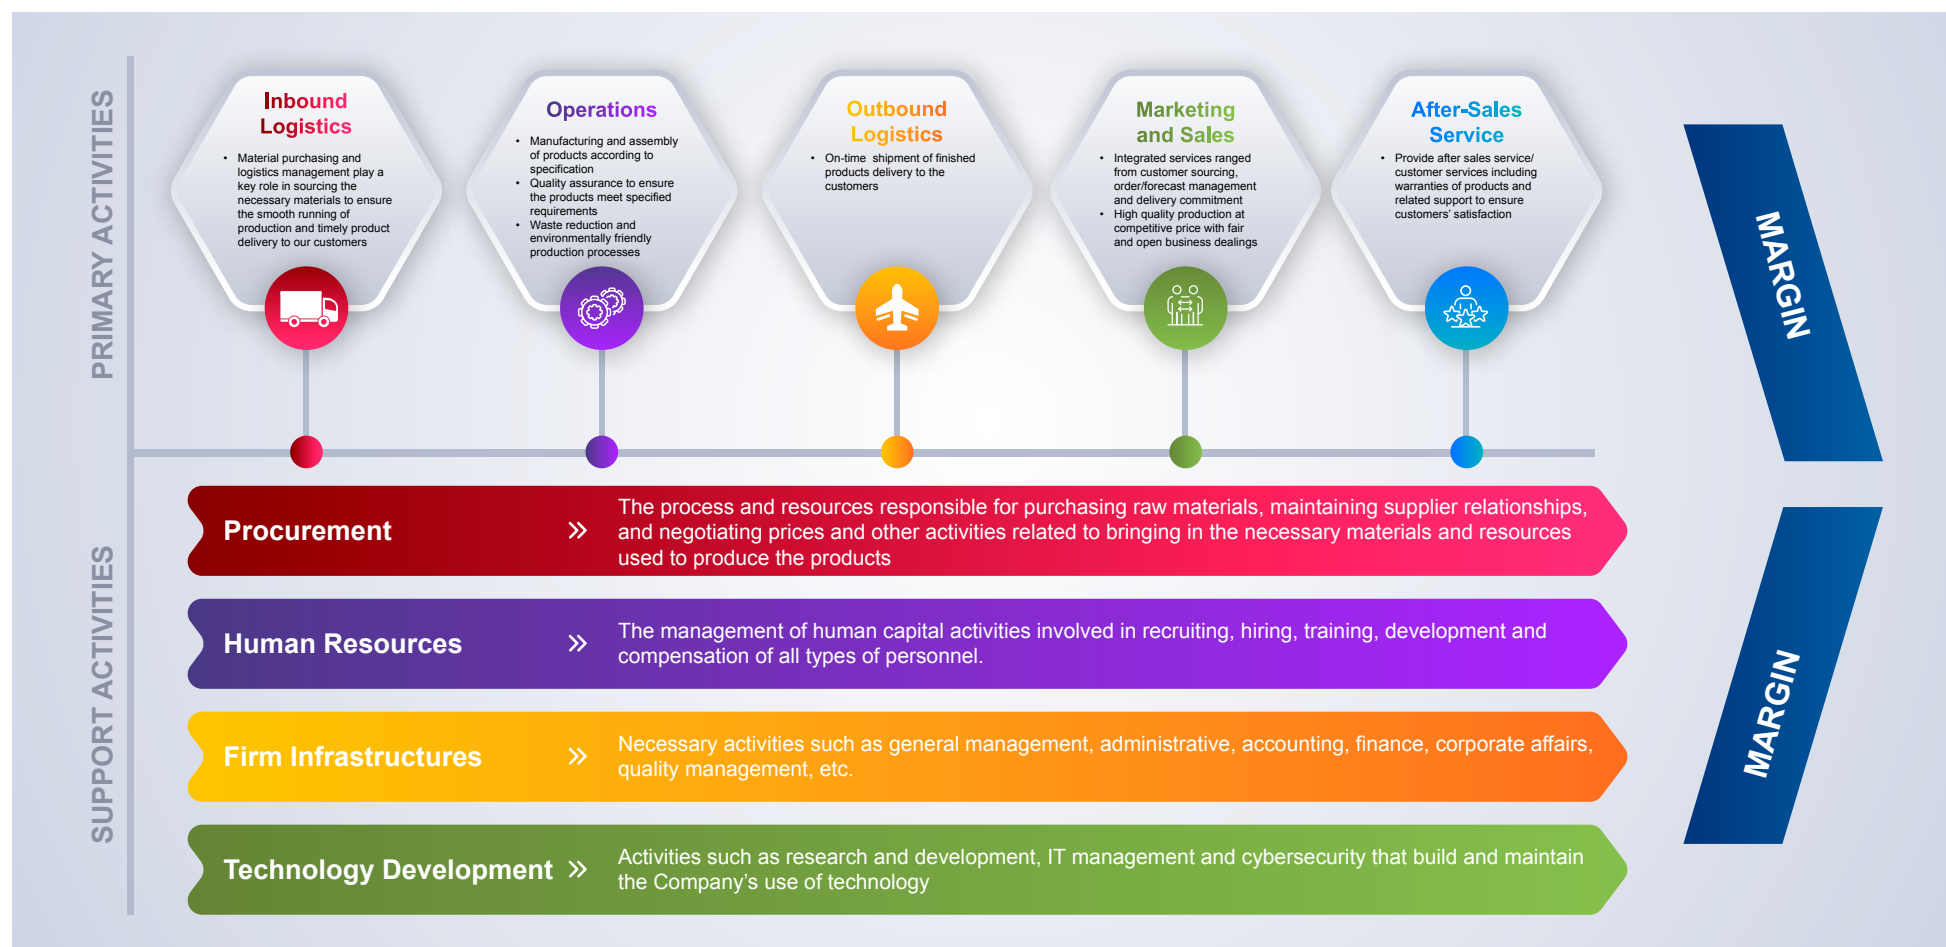 PRIMARY ACTIVITIES
Inbound
Logistics
• Material purchasing and
logistics management play a
key role in sourcing the
necessary materials to ensure
the smooth running of
production and timely product
delivery to our customers
Operations
• Manufacturing and assembly
of products according to
specification
• Quality assurance to ensure
the products meet specified
requirements
• Waste reduction and
environmentally friendly
production processes
Outbound
Logistics
• On-time shipment of finished
products delivery to the
customers
Marketing
and Sales
• Integrated services ranged
from customer sourcing,
order/forecast management
and delivery commitment
• High quality production at
competitive price with fair
and open business dealings
After-Sales
Service
• Provide after sales service/
customer services including
warranties of products and
related support to ensure
customers’ satisfaction
MARGIN
SUPPORT ACTIVITIES
Procurement
The process and resources responsible for purchasing raw materials, maintaining supplier relationships,
and negotiating prices and other activities related to bringing in the necessary materials and resources
used to produce the products
Human Resources
The management of human capital activities involved in recruiting, hiring, training, development and
compensation of all types of personnel.
Firm Infrastructures
Necessary activities such as general management, administrative, accounting, finance, corporate affairs,
quality management, etc.
Technology Development
Activities such as research and development, IT management and cybersecurity that build and maintain
the Company’s use of technology
MARGIN